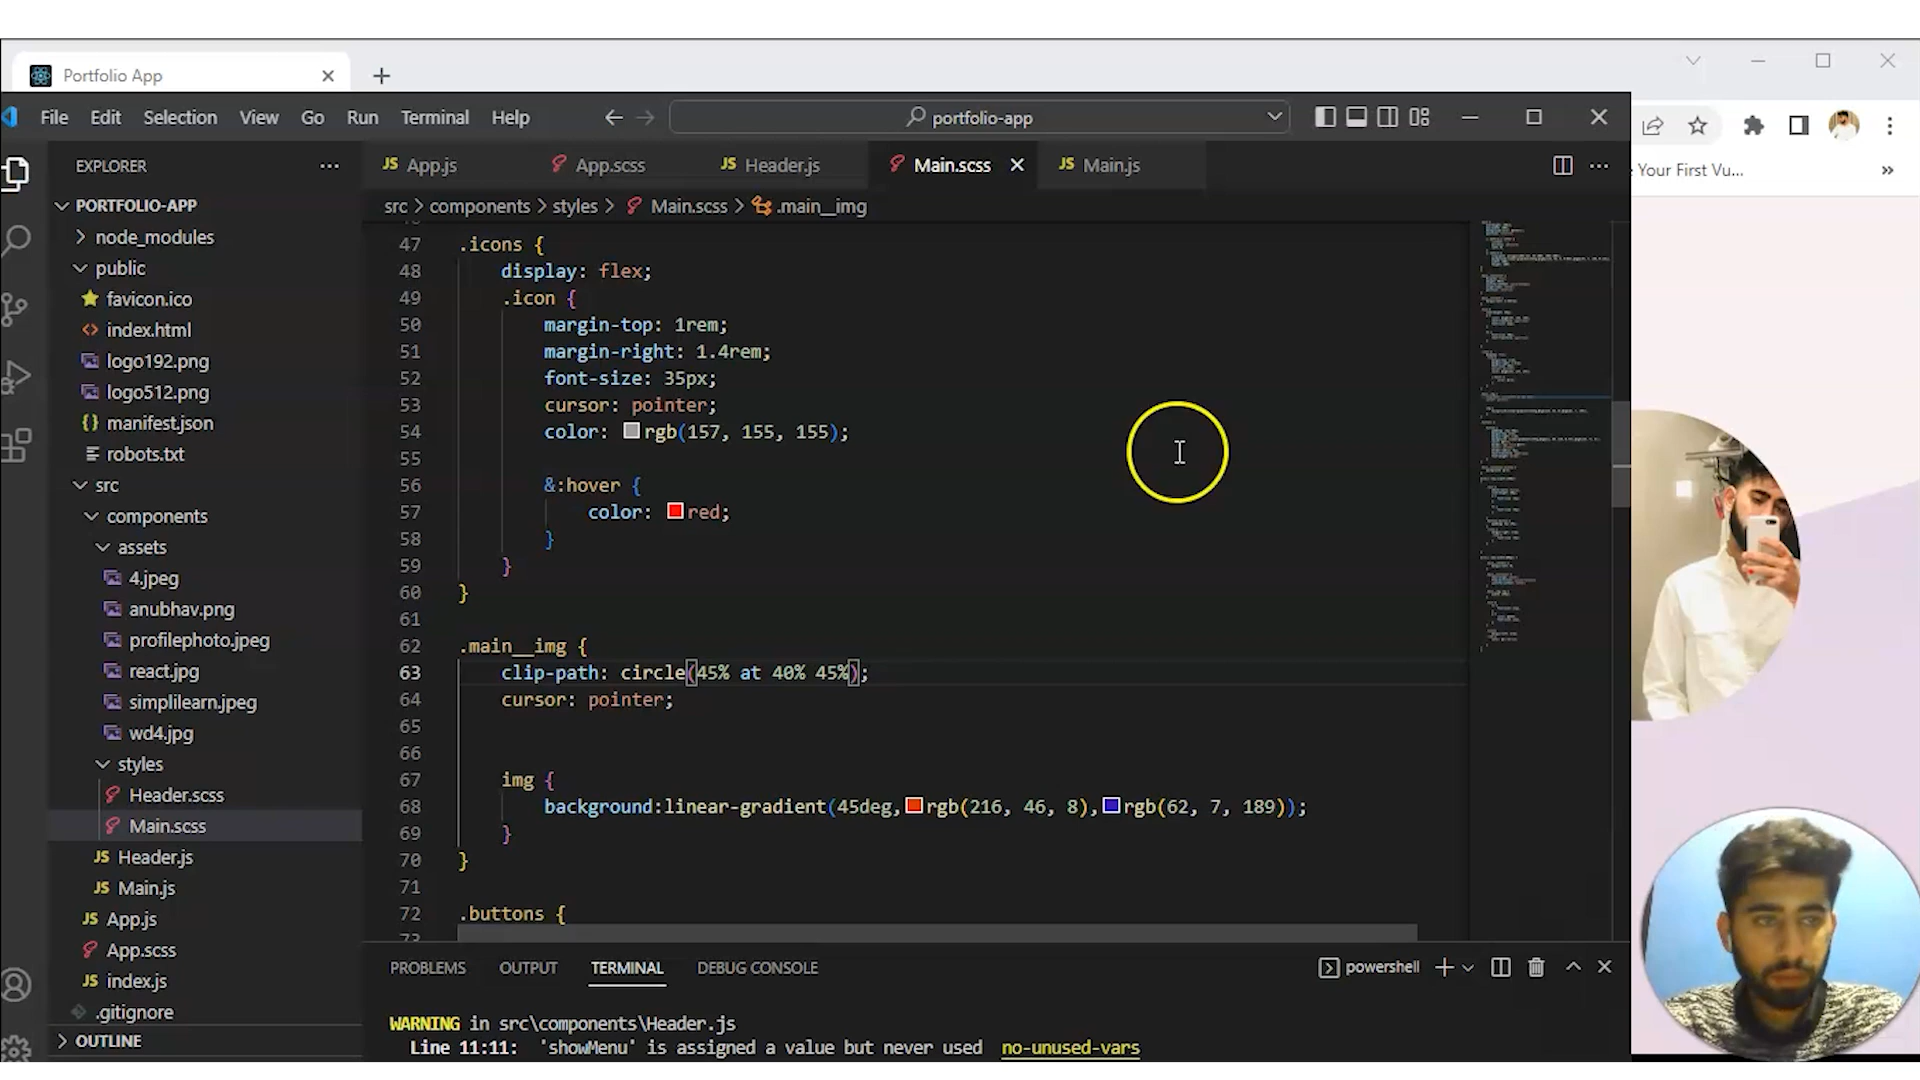 Portfolio App
File Edit Selection View Go Run Terminal Help
portfolio-app
Your First Vu...
EXPLORER
App.js
App.scss
Header.js
Main.scss
Main.js
src > components > styles > Main.scss > .main__img
PORTFOLIO-APP
node_modules
public
favicon.ico
index.html
logo192.png
logo512.png
manifest.json
robots.txt
src
components
assets
4.jpeg
anubhav.png
profilephoto.jpeg
react.jpg
simplilearn.jpeg
wd4.jpg
styles
Header.scss
Main.scss
Header.js
Main.js
App.js
App.scss
index.js
.gitignore
OUTLINE
47 .icons {
48 display: flex;
49 .icon {
50 margin-top: 1rem;
51 margin-right: 1.4rem;
52 font-size: 35px;
53 cursor: pointer;
54 color: rgb(157, 155, 155);
55
56 &:hover {
57 color: red;
58 }
59 }
60 }
61
62 .main__img {
63 clip-path: circle(45% at 40% 45%);
64 cursor: pointer;
65
66
67 img {
68 background:linear-gradient(45deg,rgb(216, 46, 8),rgb(62, 7, 189));
69 }
70 }
71
72 .buttons {
73
PROBLEMS OUTPUT TERMINAL DEBUG CONSOLE
powershell
WARNING in src\components\Header.js
Line 11:11: 'showMenu' is assigned a value but never used no-unused-vars